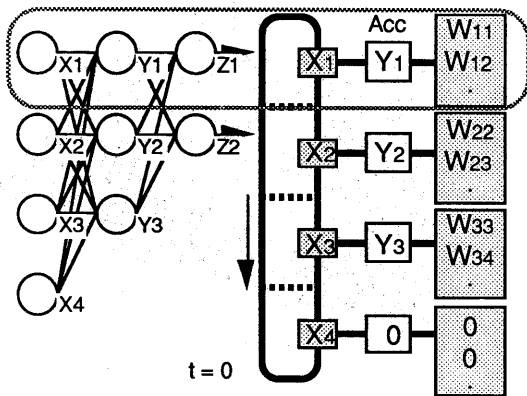 Acc
X1 Y1 Z1 X1 Y1 W11
W12
.
X2 Y2 Z2 X2 Y2 W22
W23
.
X3 Y3 X3 Y3 W33
W34
.
X4 X4 0 0
0
.
t = 0